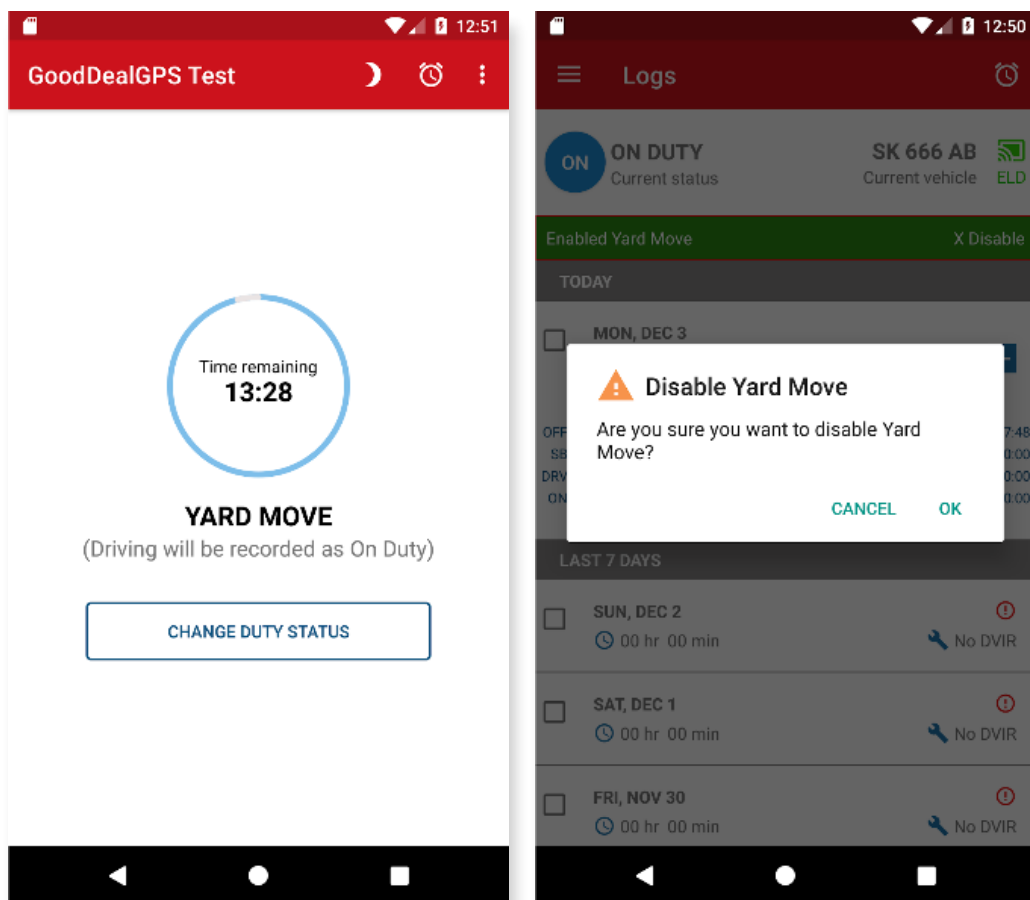 12:51
GoodDealGPS Test
Time remaining
13:28
YARD MOVE
(Driving will be recorded as On Duty)
CHANGE DUTY STATUS
12:50
Logs
ON
ON DUTY
Current status
SK 666 AB
Current vehicle
ELD
Enabled Yard Move
X Disable
TODAY
MON, DEC 3
Disable Yard Move
Are you sure you want to disable Yard
Move?
CANCEL
OK
OFF
SB
DRV
ON
LAST 7 DAYS
SUN, DEC 2
00 hr 00 min
No DVIR
SAT, DEC 1
00 hr 00 min
No DVIR
FRI, NOV 30
00 hr 00 min
No DVIR